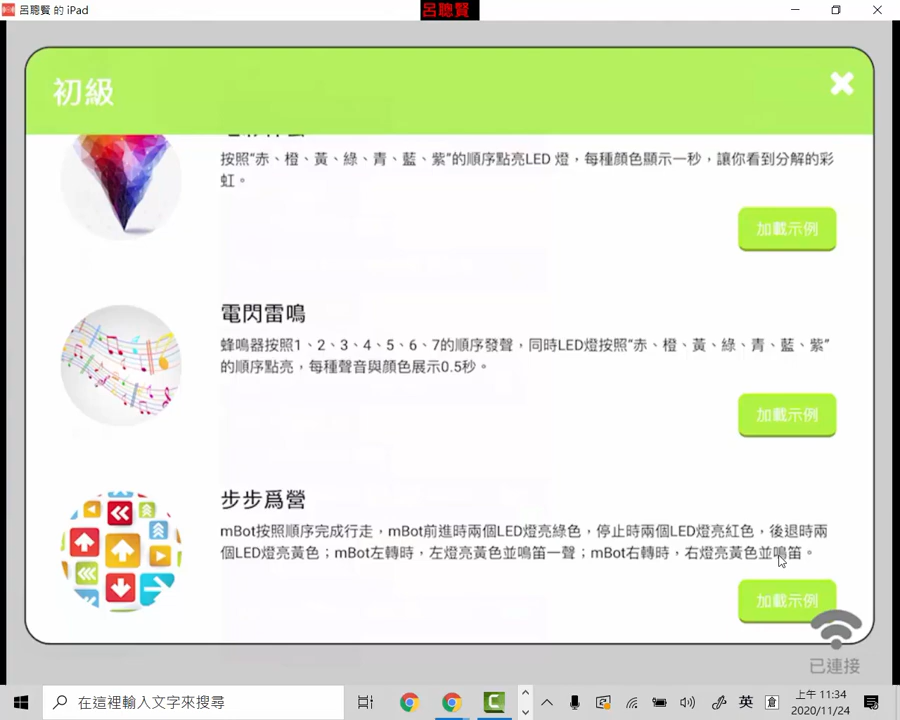 呂聰賢 的 iPad
呂聰賢
初級
按照“赤、橙、黃、綠、青、藍、紫”的順序點亮LED 燈，每種顏色顯示一秒，讓你看到分解的彩
虹。
加載示例
電閃雷鳴
蜂鳴器按照1、2、3、4、5、6、7的順序發聲，同時LED燈按照“赤、橙、黃、綠、青、藍、紫”
的順序點亮，每種聲音與顏色展示0.5秒。
加載示例
步步爲營
mBot按照順序完成行走，mBot前進時兩個LED燈亮綠色，停止時兩個LED燈亮紅色，後退時兩
個LED燈亮黃色；mBot左轉時，左燈亮黃色並鳴笛一聲；mBot右轉時，右燈亮黃色並鳴笛。
加載示例
已連接
在這裡輸入文字來搜尋
英
上午 11:34
2020/11/24